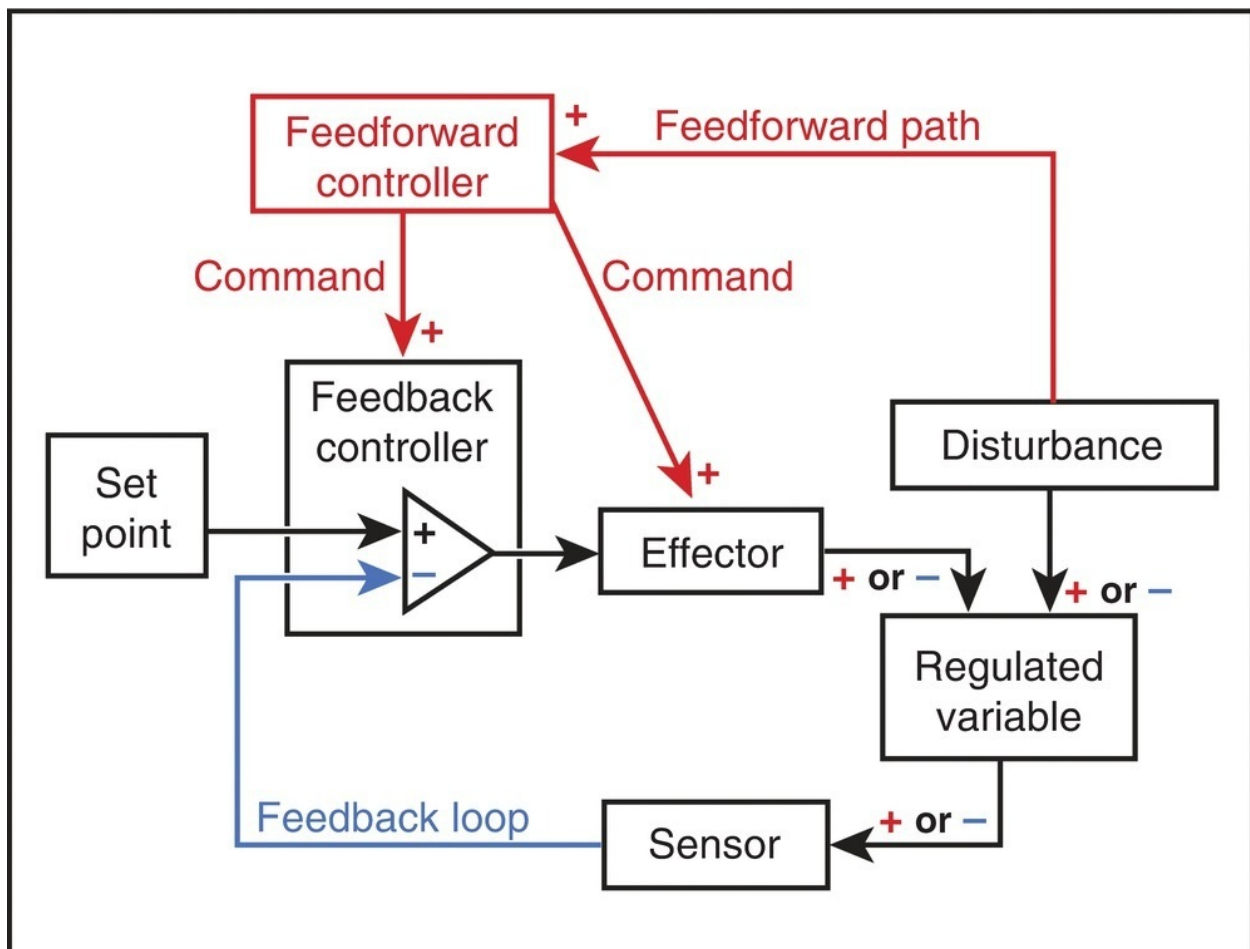 Feedforward
controller
+
Feedforward path
Command
Command
+
Feedback
controller
Set
point
+
−
+
Effector
+ or −
Disturbance
+ or −
Regulated
variable
+ or −
Sensor
Feedback loop